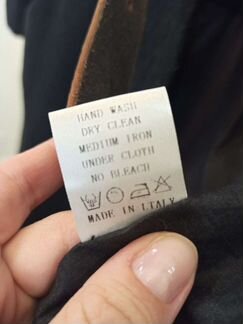 HAND WASH
DRY CLEAN
MEDIUM IRON
UNDER CLOTH
NO BLEACH
MADE IN ITALY